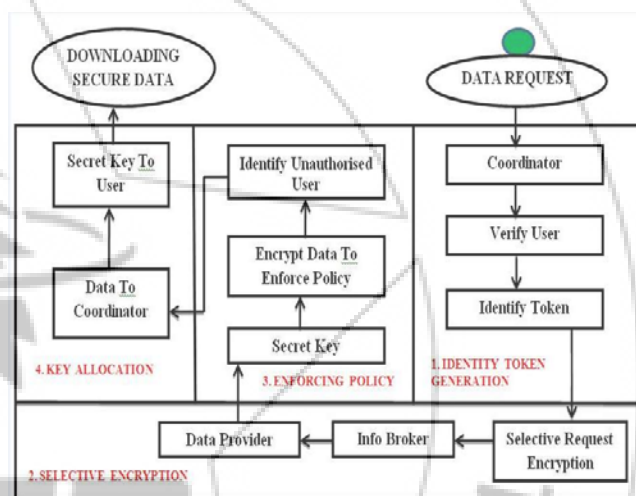 DOWNLOADING
SECURE DATA
DATA REQUEST
Secret Key To
User
Identify Unauthorised
User
Coordinator
Verify User
Encrypt Data To
Enforce Policy
Data To
Coordinator
Identify Token
Secret Key
4. KEY ALLOCATION
3. ENFORCING POLICY
1. IDENTITY TOKEN
GENERATION
Data Provider
Info Broker
Selective Request
Encryption
2. SELECTIVE ENCRYPTION